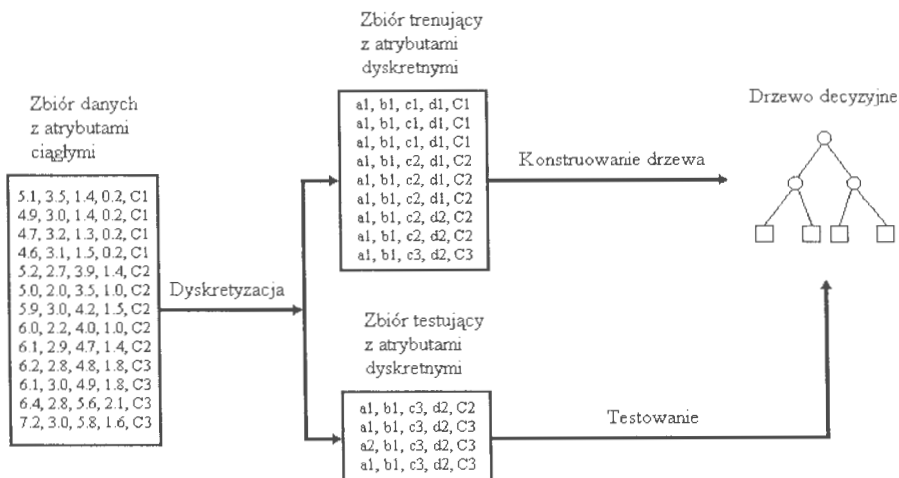 Zbiór danych
z atrybutami
ciągłymi
5.1, 3.5, 1.4, 0.2, C1
4.9, 3.0, 1.4, 0.2, C1
4.7, 3.2, 1.3, 0.2, C1
4.6, 3.1, 1.5, 0.2, C1
5.2, 2.7, 3.9, 1.4, C2
5.0, 2.0, 3.5, 1.0, C2
5.9, 3.0, 4.2, 1.5, C2
6.0, 2.2, 4.0, 1.0, C2
6.1, 2.9, 4.7, 1.4, C2
6.2, 2.8, 4.8, 1.8, C3
6.1, 3.0, 4.9, 1.8, C3
6.4, 2.8, 5.6, 2.1, C3
7.2, 3.0, 5.8, 1.6, C3
Dyskretyzacja
Zbiór trenujący
z atrybutami
dyskretnymi
a1, b1, c1, d1, C1
a1, b1, c1, d1, C1
a1, b1, c1, d1, C1
a1, b1, c2, d1, C2
a1, b1, c2, d1, C2
a1, b1, c2, d1, C2
a1, b1, c2, d2, C2
a1, b1, c2, d2, C2
a1, b1, c3, d2, C3
Konstruowanie drzewa
Drzewo decyzyjne
Zbiór testujący
z atrybutami
dyskretnymi
a1, b1, c3, d2, C2
a1, b1, c3, d2, C3
a2, b1, c3, d2, C3
a1, b1, c3, d2, C3
Testowanie